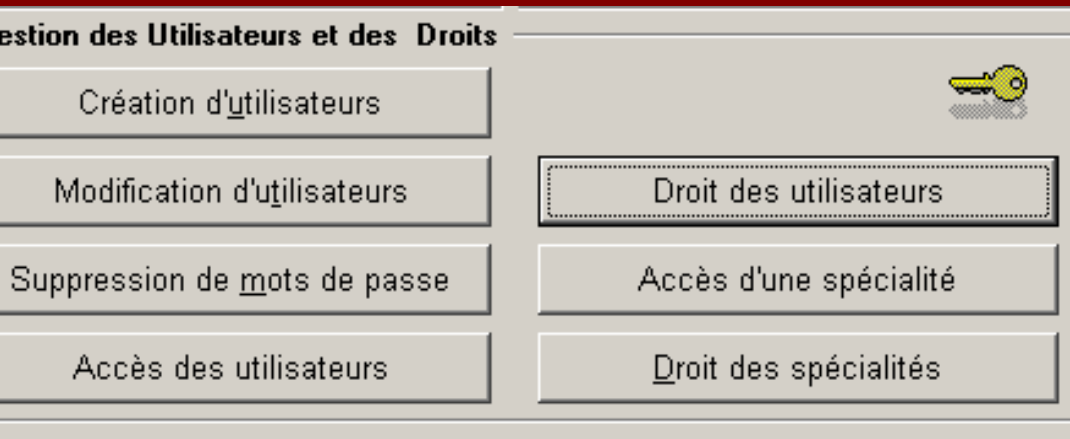 estion des Utilisateurs et des Droits
Création d'utilisateurs
Modification d'utilisateurs
Droit des utilisateurs
Suppression de mots de passe
Accès d'une spécialité
Accès des utilisateurs
Droit des spécialités